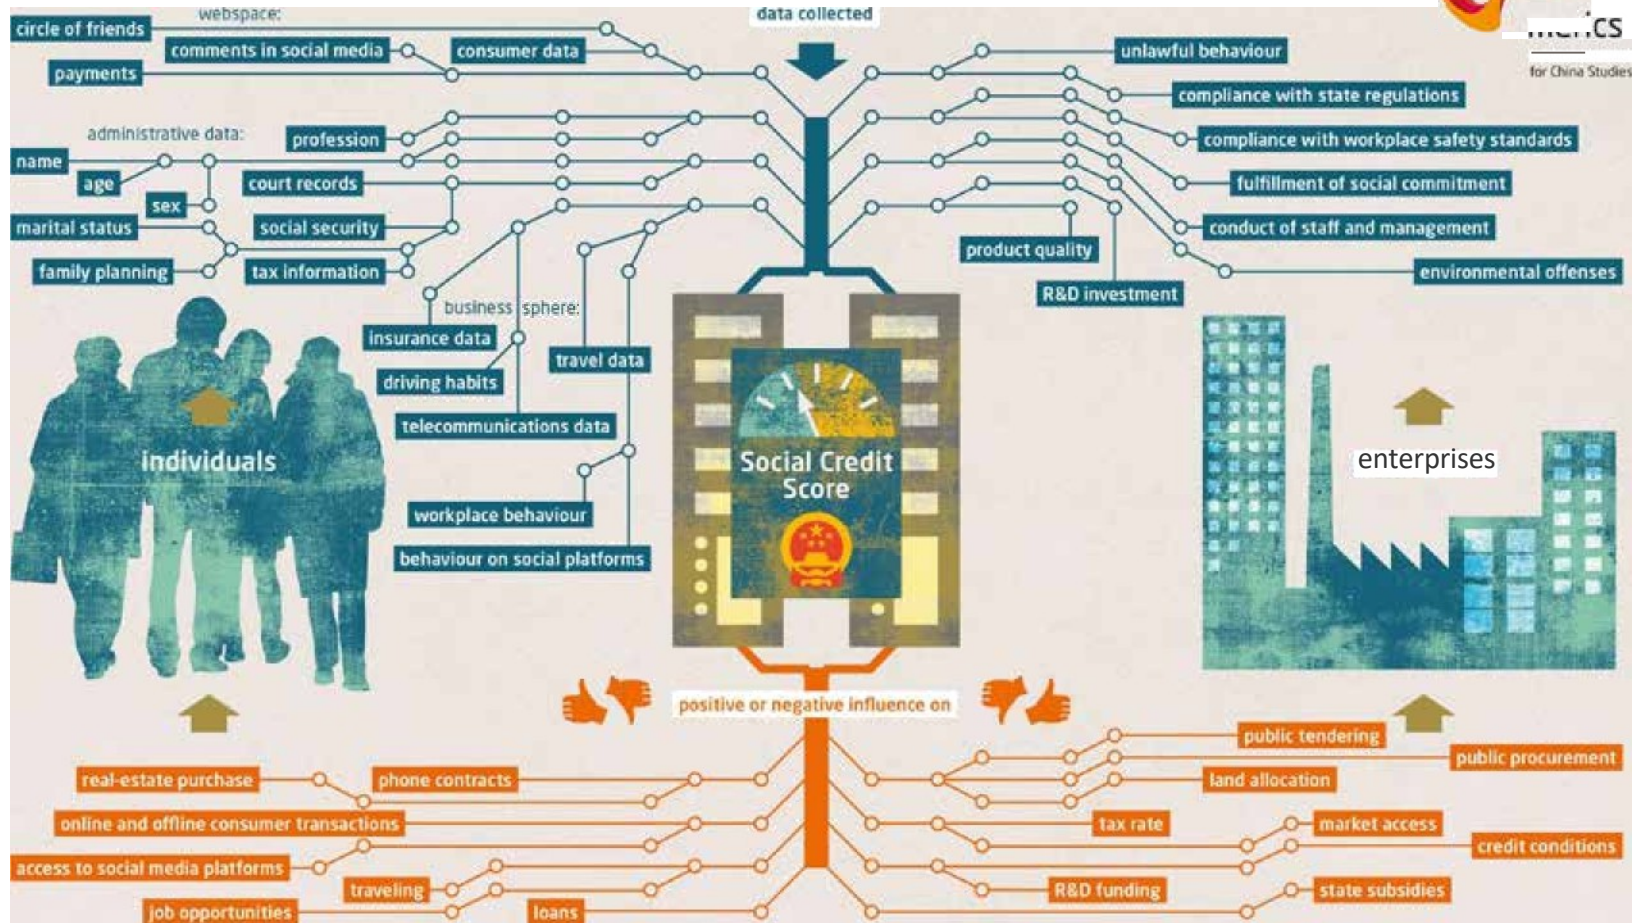 webspace:
data collected
circle of friends
comments in social media
consumer data
payments
unlawful behaviour
for China Studies
compliance with state regulations
administrative data:
profession
compliance with workplace safety standards
name
age
court records
fulfillment of social commitment
sex
marital status
social security
conduct of staff and management
product quality
family planning
tax information
environmental offenses
R&D investment
business sphere:
insurance data
travel data
driving habits
telecommunications data
individuals
Social Credit
Score
enterprises
workplace behaviour
behaviour on social platforms
positive or negative influence on
public tendering
public procurement
real-estate purchase
phone contracts
land allocation
online and offline consumer transactions
tax rate
market access
credit conditions
access to social media platforms
traveling
R&D funding
state subsidies
job opportunities
loans